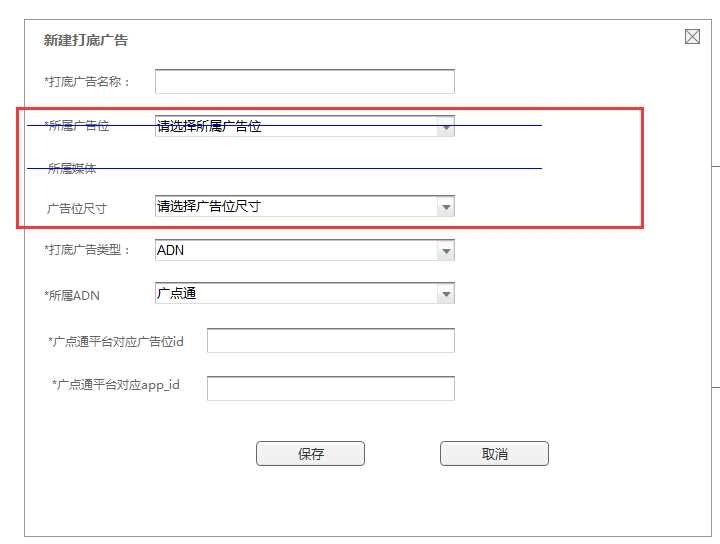 新建打底广告
*打底广告名称：
*所属广告位 请选择所属广告位
所属媒体
广告位尺寸 请选择广告位尺寸
*打底广告类型： ADN
*所属ADN 广点通
*广点通平台对应广告位id
*广点通平台对应app_id
保存 取消